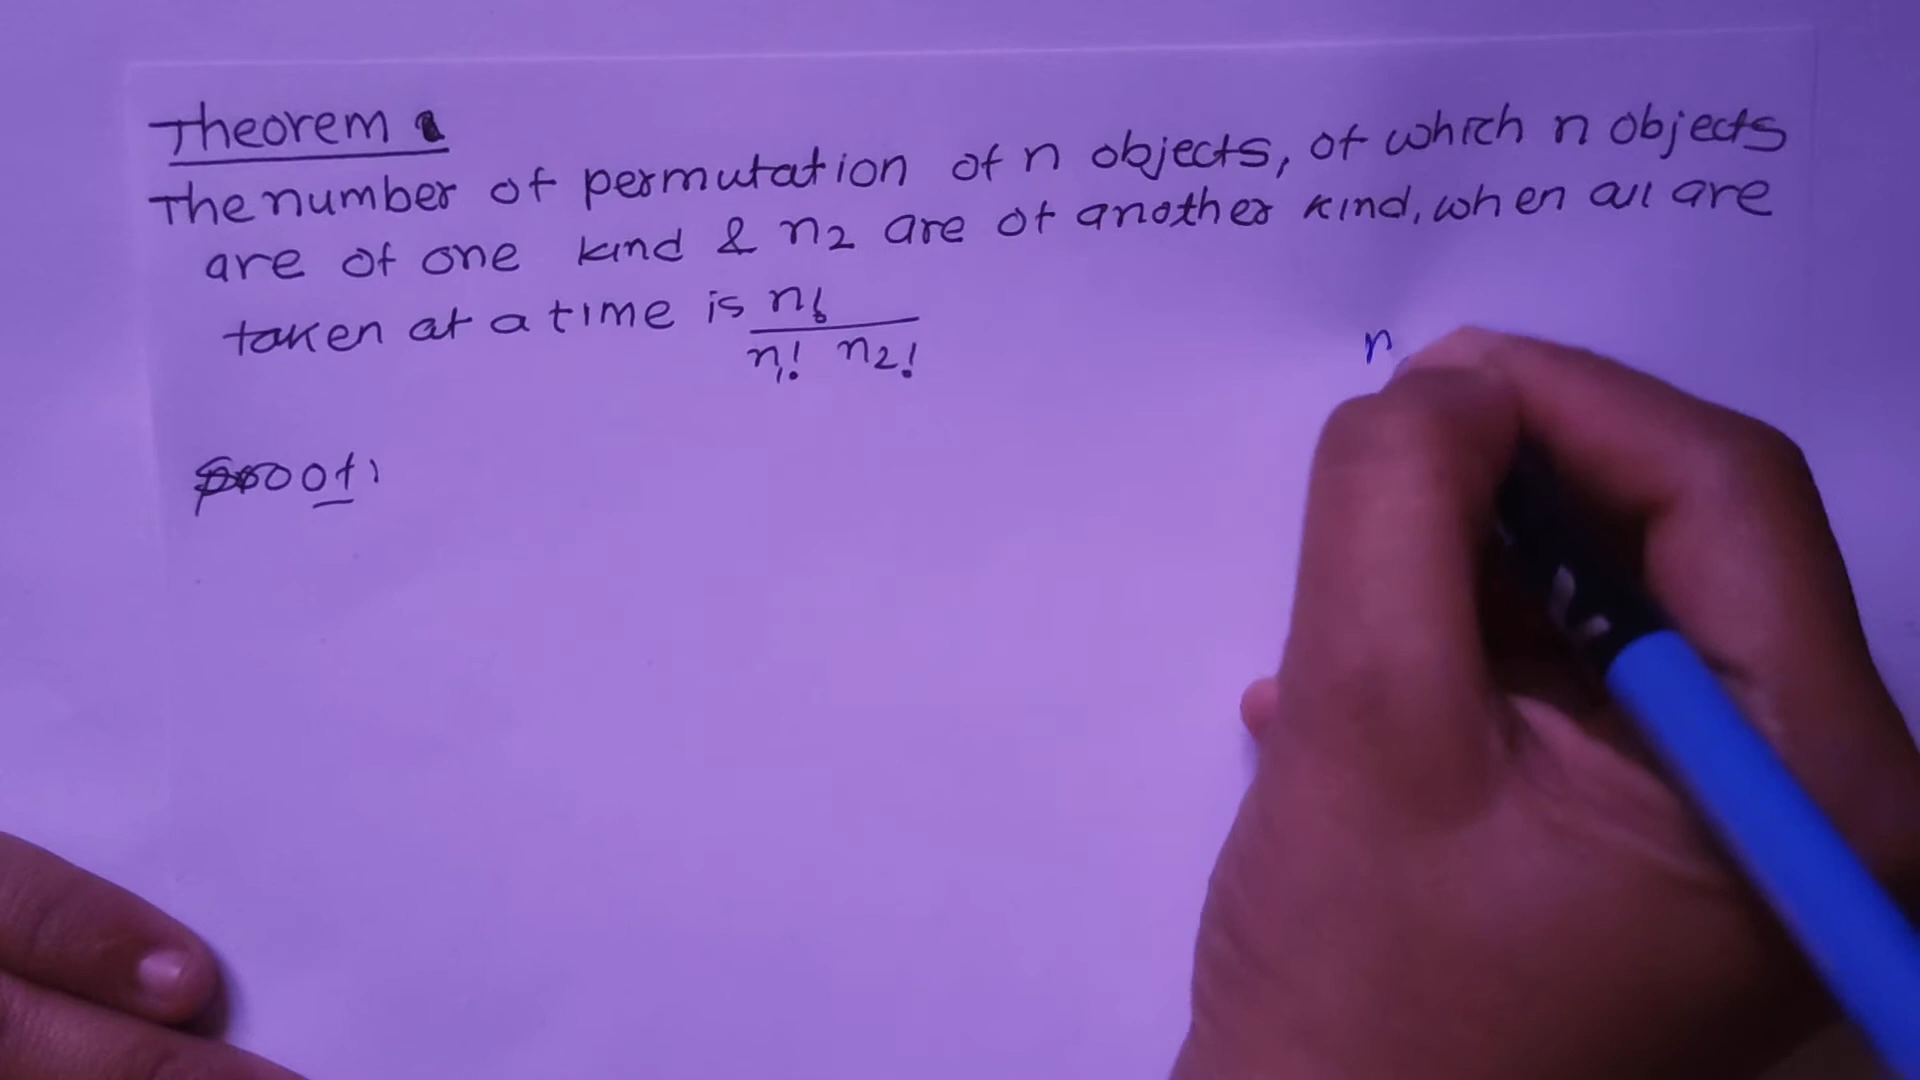 Theorem
The number of permutation of n objects, of which n objects
are of one kind & n2 are of another kind, when all are
taken at a time is n!
n1! n2!
n
Proof: